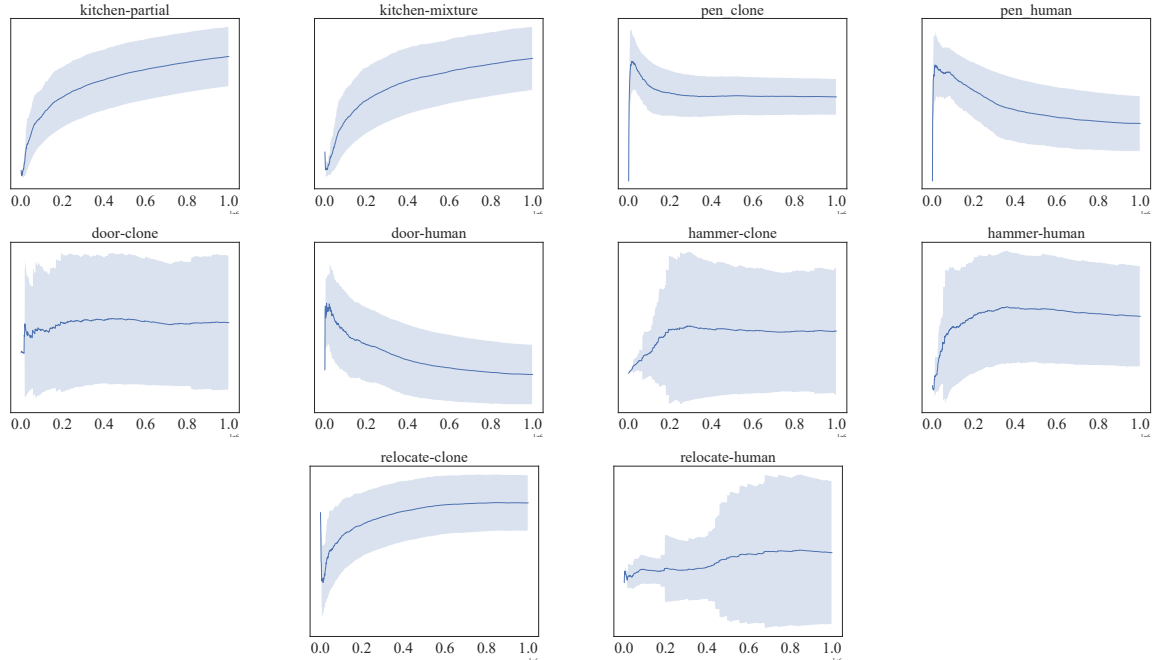 kitchen-partial kitchen-mixture pen_clone pen_human
0.0 0.2 0.4 0.6 0.8 1.0 0.0 0.2 0.4 0.6 0.8 1.0 0.0 0.2 0.4 0.6 0.8 1.0 0.0 0.2 0.4 0.6 0.8 1.0
door-clone door-human hammer-clone hammer-human
0.0 0.2 0.4 0.6 0.8 1.0 0.0 0.2 0.4 0.6 0.8 1.0 0.0 0.2 0.4 0.6 0.8 1.0 0.0 0.2 0.4 0.6 0.8 1.0
relocate-clone relocate-human
0.0 0.2 0.4 0.6 0.8 1.0 0.0 0.2 0.4 0.6 0.8 1.0